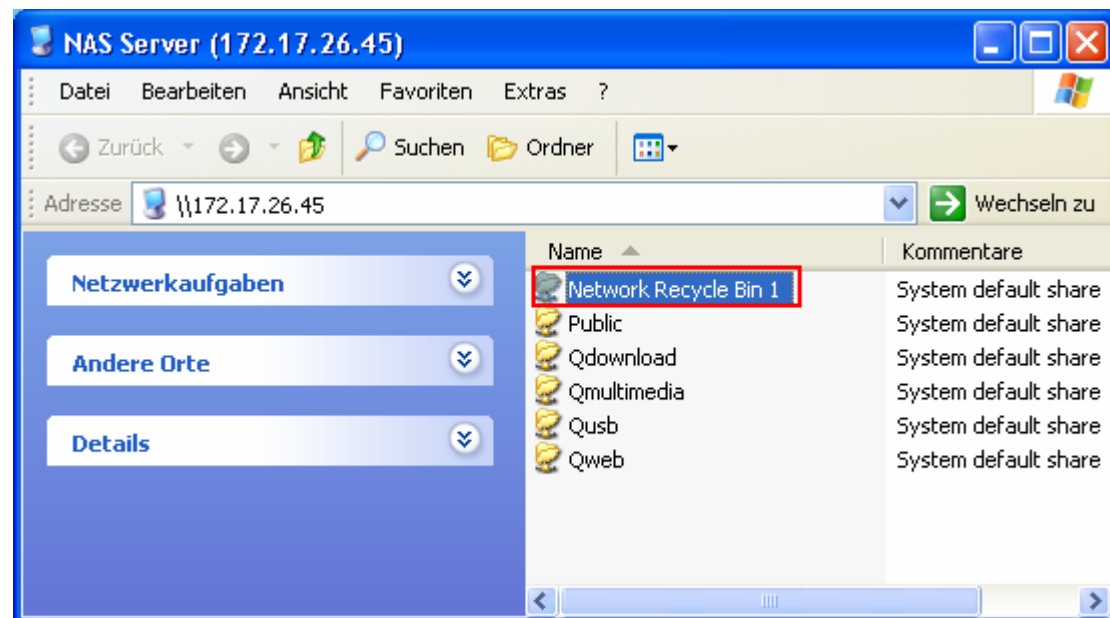 NAS Server (172.17.26.45)
Datei Bearbeiten Ansicht Favoriten Extras ?
Zurück Suchen Ordner
Adresse \\172.17.26.45 Wechseln zu
Name Kommentare
Netzwerkaufgaben
Andere Orte
Details
Network Recycle Bin 1 System default share
Public System default share
Qdownload System default share
Qmultimedia System default share
Qusb System default share
Qweb System default share